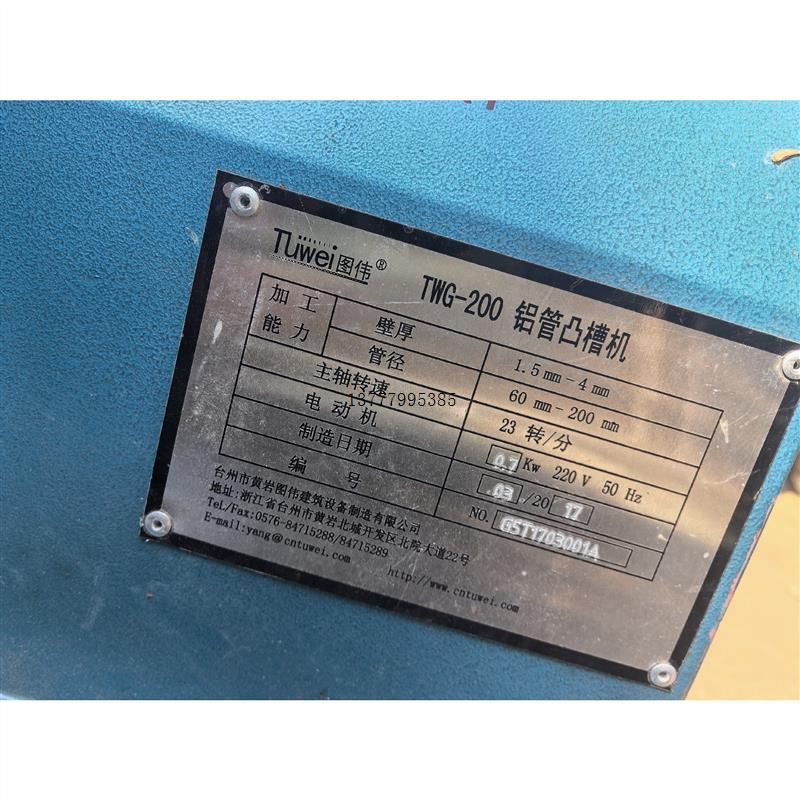 Tüwei图伟®
TWG-200 铝管凸槽机
加工能力 壁厚 1.5mm-4mm
管径 60mm-200mm
主轴转速 23 转/分
电动机 0.7 Kw 220V 50Hz
制造日期 .03/2017
编号 NO. GST1703001A
台州市黄岩图伟建筑设备制造有限公司
地址:浙江省台州市黄岩北城开发区北院大道22号
TeL/Fax:0576-84715288/84715289
E-mail:yang@cntuwei.com
http://www.cntuwei.com
13777995385